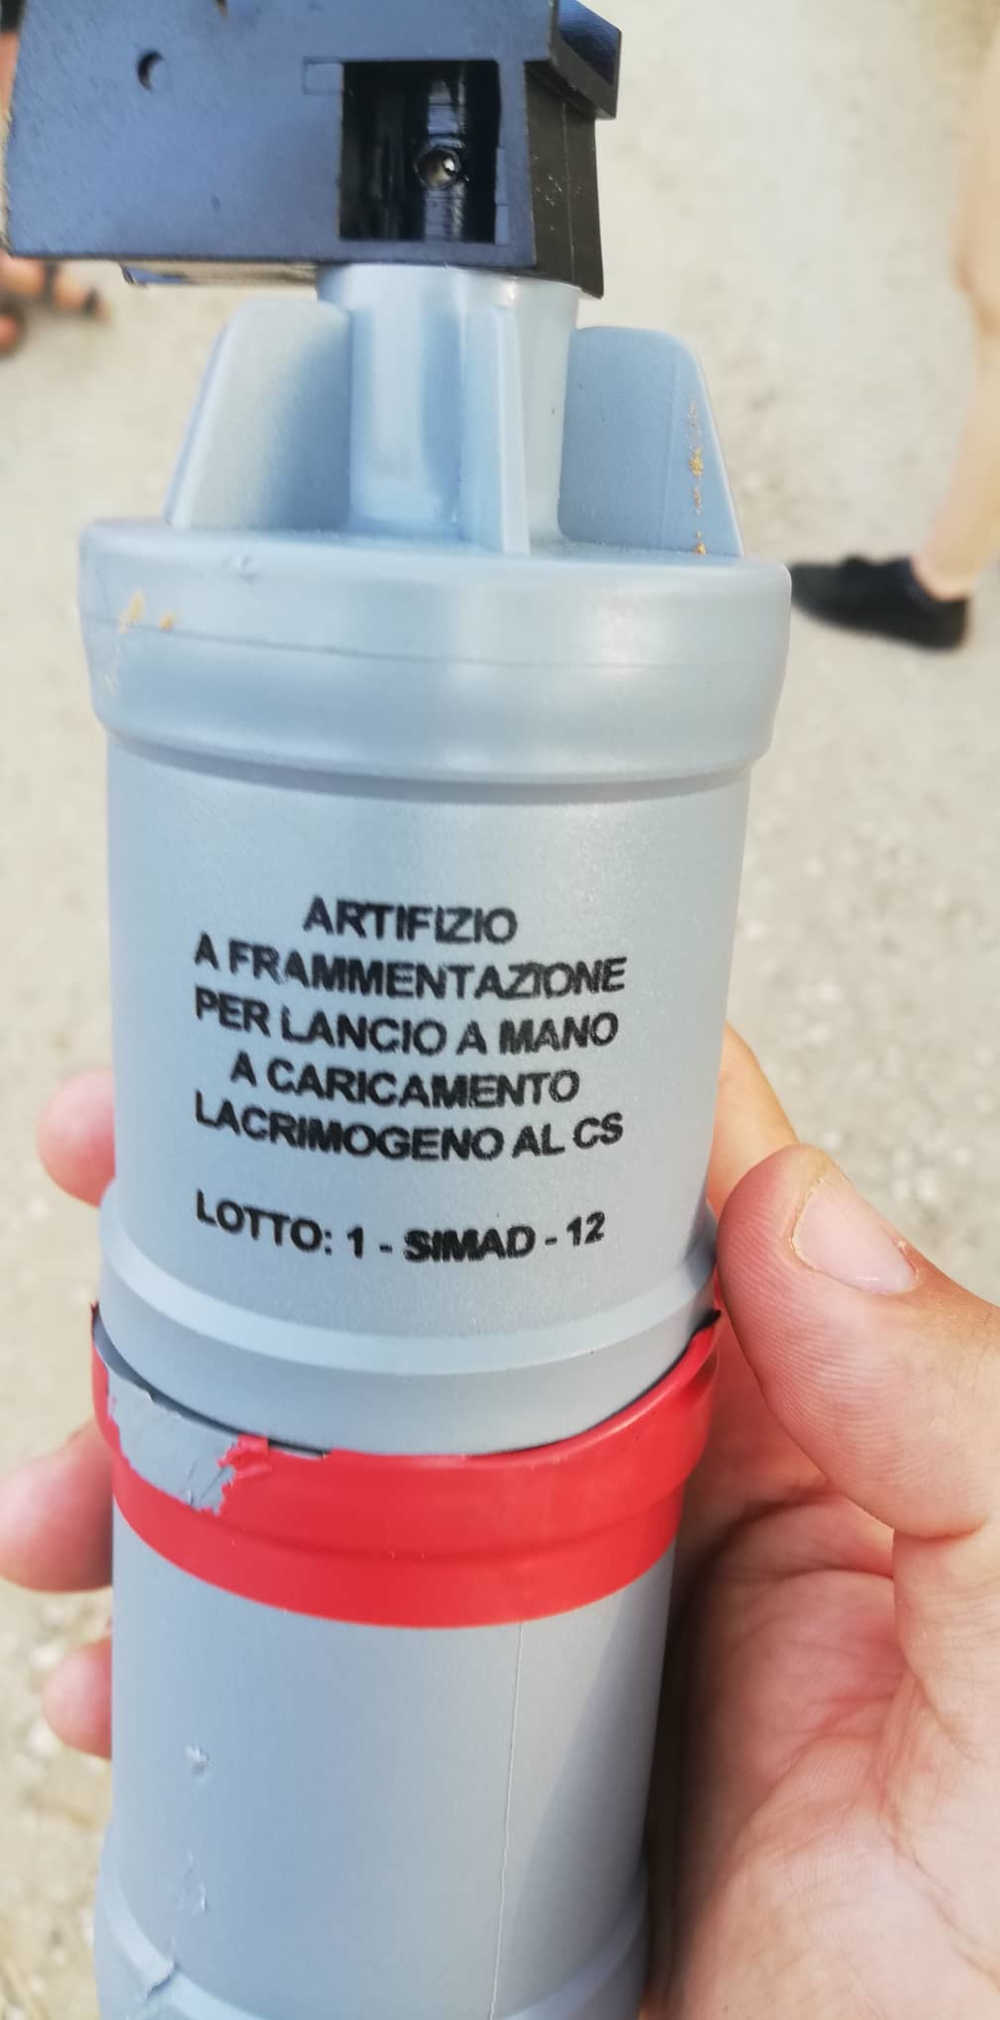 ARTIFIZIO
A FRAMMENTAZIONE
PER LANCIO A MANO
A CARICAMENTO
LACRIMOGENO AL CS
LOTTO: 1 - SIMAD - 12